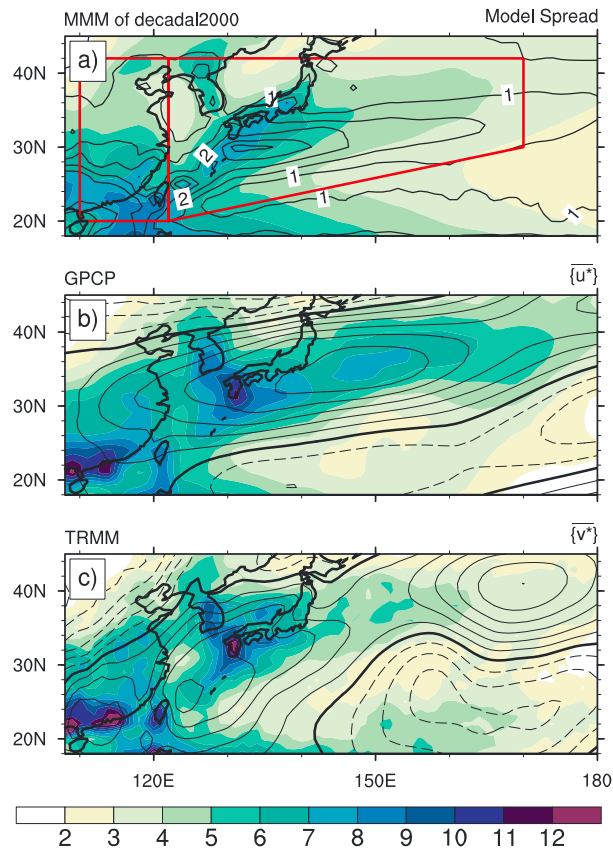 MMM of decadal2000 Model Spread
a)
40N
30N
20N
1
1
2
1
2
1
1
GPCP {u*}
b)
40N
30N
20N
TRMM {v*}
c)
40N
30N
20N
120E 150E 180
2 3 4 5 6 7 8 9 10 11 12